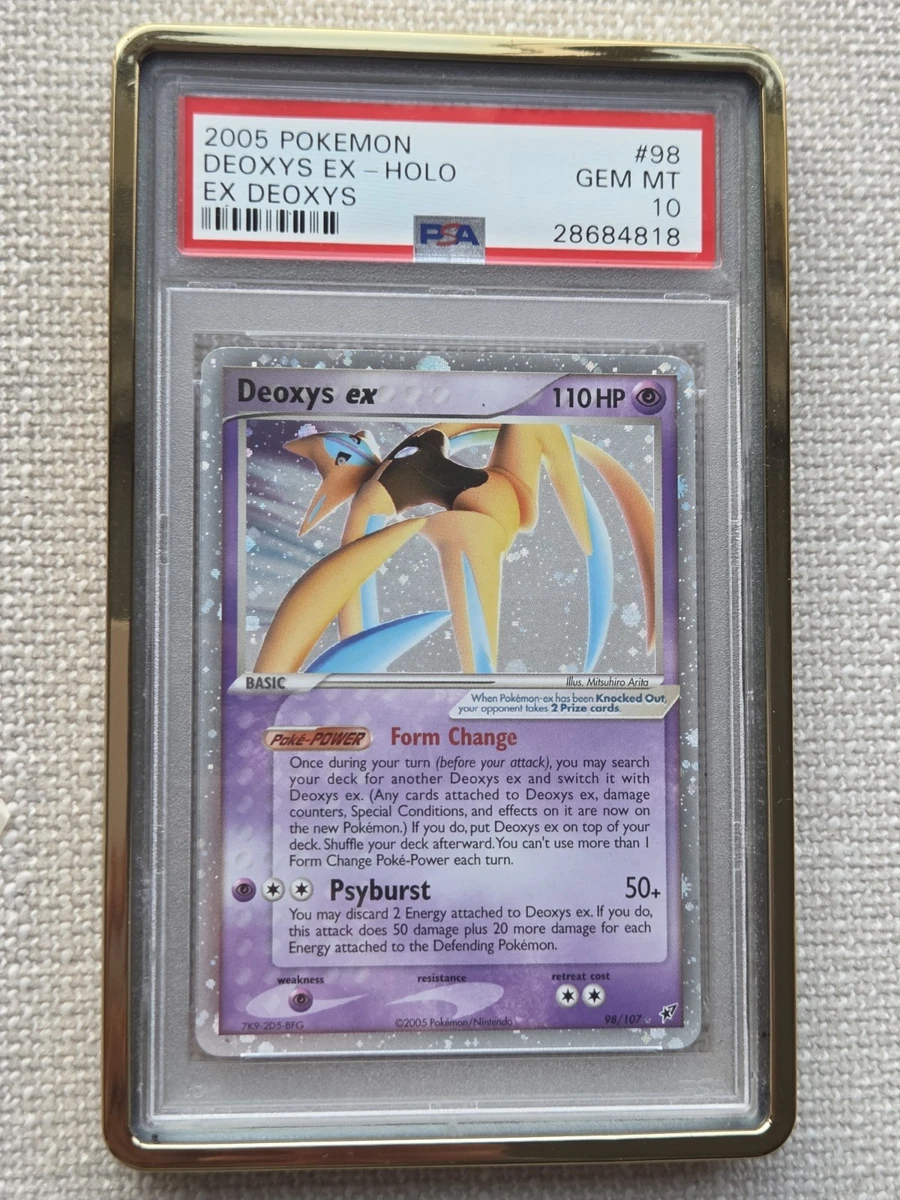 2005 POKEMON
DEOXYS EX – HOLO
EX DEOXYS
#98
GEM MT
10
28684818
PSA
Deoxys ex
110 HP
BASIC
Illus. Mitsuhiro Arita
When Pokémon-ex has been Knocked Out,
your opponent takes 2 Prize cards.
Poké-POWER Form Change
Once during your turn (before your attack), you may search
your deck for another Deoxys ex and switch it with
Deoxys ex. (Any cards attached to Deoxys ex, damage
counters, Special Conditions, and effects on it are now on
the new Pokémon.) If you do, put Deoxys ex on top of your
deck. Shuffle your deck afterward. You can't use more than 1
Form Change Poké-Power each turn.
Psyburst 50+
You may discard 2 Energy attached to Deoxys ex. If you do,
this attack does 50 damage plus 20 more damage for each
Energy attached to the Defending Pokémon.
weakness resistance retreat cost
7K9-2D5-BFG ©2005 Pokémon/Nintendo 98/107